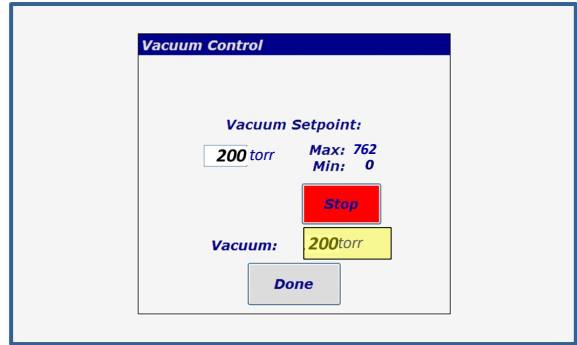 Vacuum Control
Vacuum Setpoint:
200 torr Max: 762
Min: 0
Stop
Vacuum: 200torr
Done